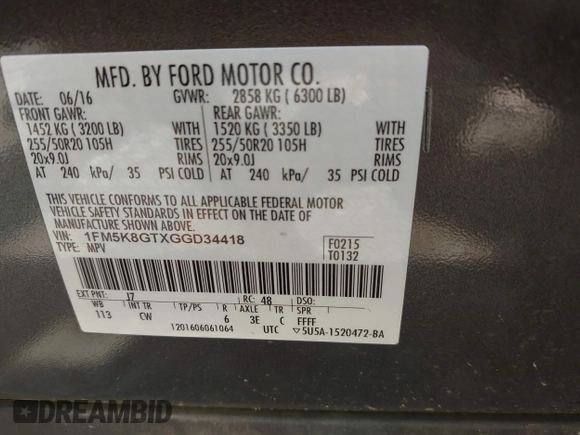 MFD. BY FORD MOTOR CO.
DATE: 06/16 GVWR: 2858 KG ( 6300 LB)
FRONT GAWR: REAR GAWR:
1452 KG ( 3200 LB) WITH 1520 KG ( 3350 LB) WITH
255/50R20 105H TIRES 255/50R20 105H TIRES
20x9.0J RIMS 20x9.0J RIMS
AT 240 kPa/ 35 PSI COLD AT 240 kPa/ 35 PSI COLD
THIS VEHICLE CONFORMS TO ALL APPLICABLE FEDERAL MOTOR
VEHICLE SAFETY STANDARDS IN EFFECT ON THE DATE OF
MANUFACTURE SHOWN ABOVE.
VIN: 1FM5K8GTXGGD34418 F0215
TYPE: MPV T0132
EXT PNT: J7 RC: 48 DSO:
WB INT TR TP/PS R AXLE TR SPR
113 CW 6 3E C FFFF
1201606061064 UTC ▽5U5A-1520472-BA
DREAMBID